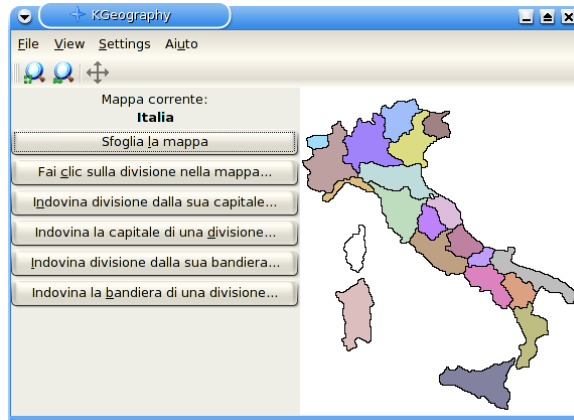 KGeography
File View Settings Aiuto
Mappa corrente:
Italia
Sfoglia la mappa
Fai clic sulla divisione nella mappa...
Indovina divisione dalla sua capitale...
Indovina la capitale di una divisione...
Indovina divisione dalla sua bandiera...
Indovina la bandiera di una divisione...